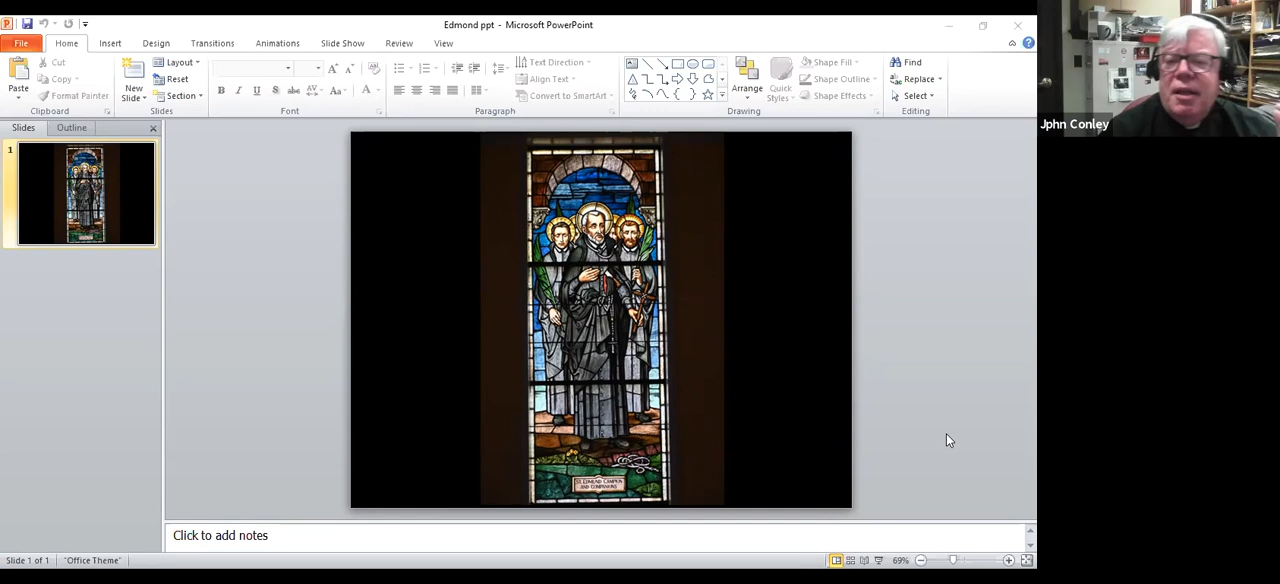 Edmond ppt - Microsoft PowerPoint
File Home Insert Design Transitions Animations Slide Show Review View
Paste
Cut
Copy
Format Painter
Clipboard
New Slide
Layout
Reset
Section
Slides
B I U S abc AV Aa A
Font
Text Direction
Align Text
Convert to SmartArt
Paragraph
Arrange
Quick Styles
Shape Fill
Shape Outline
Shape Effects
Drawing
Find
Replace
Select
Editing
Jphn Conley
Slides Outline
1
ST. EDMUND CAMPION
AND COMPANIONS
Click to add notes
Slide 1 of 1 "Office Theme" 69%